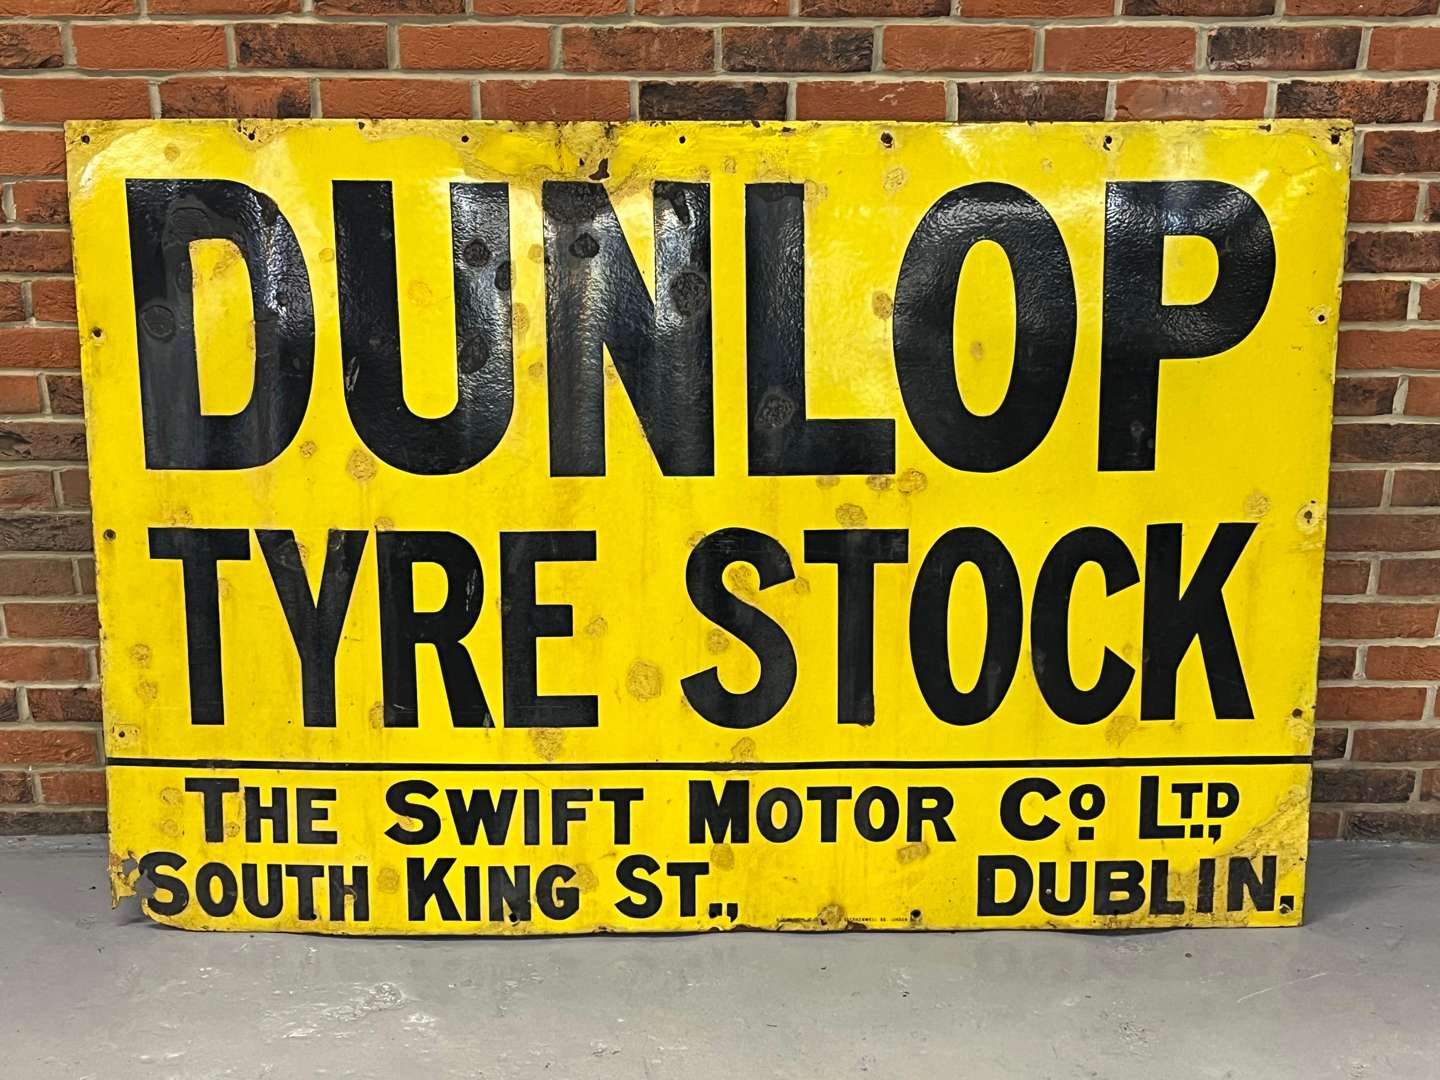 DUNLOP
TYRE STOCK
THE SWIFT MOTOR CO. LTD.,
SOUTH KING ST., DUBLIN.